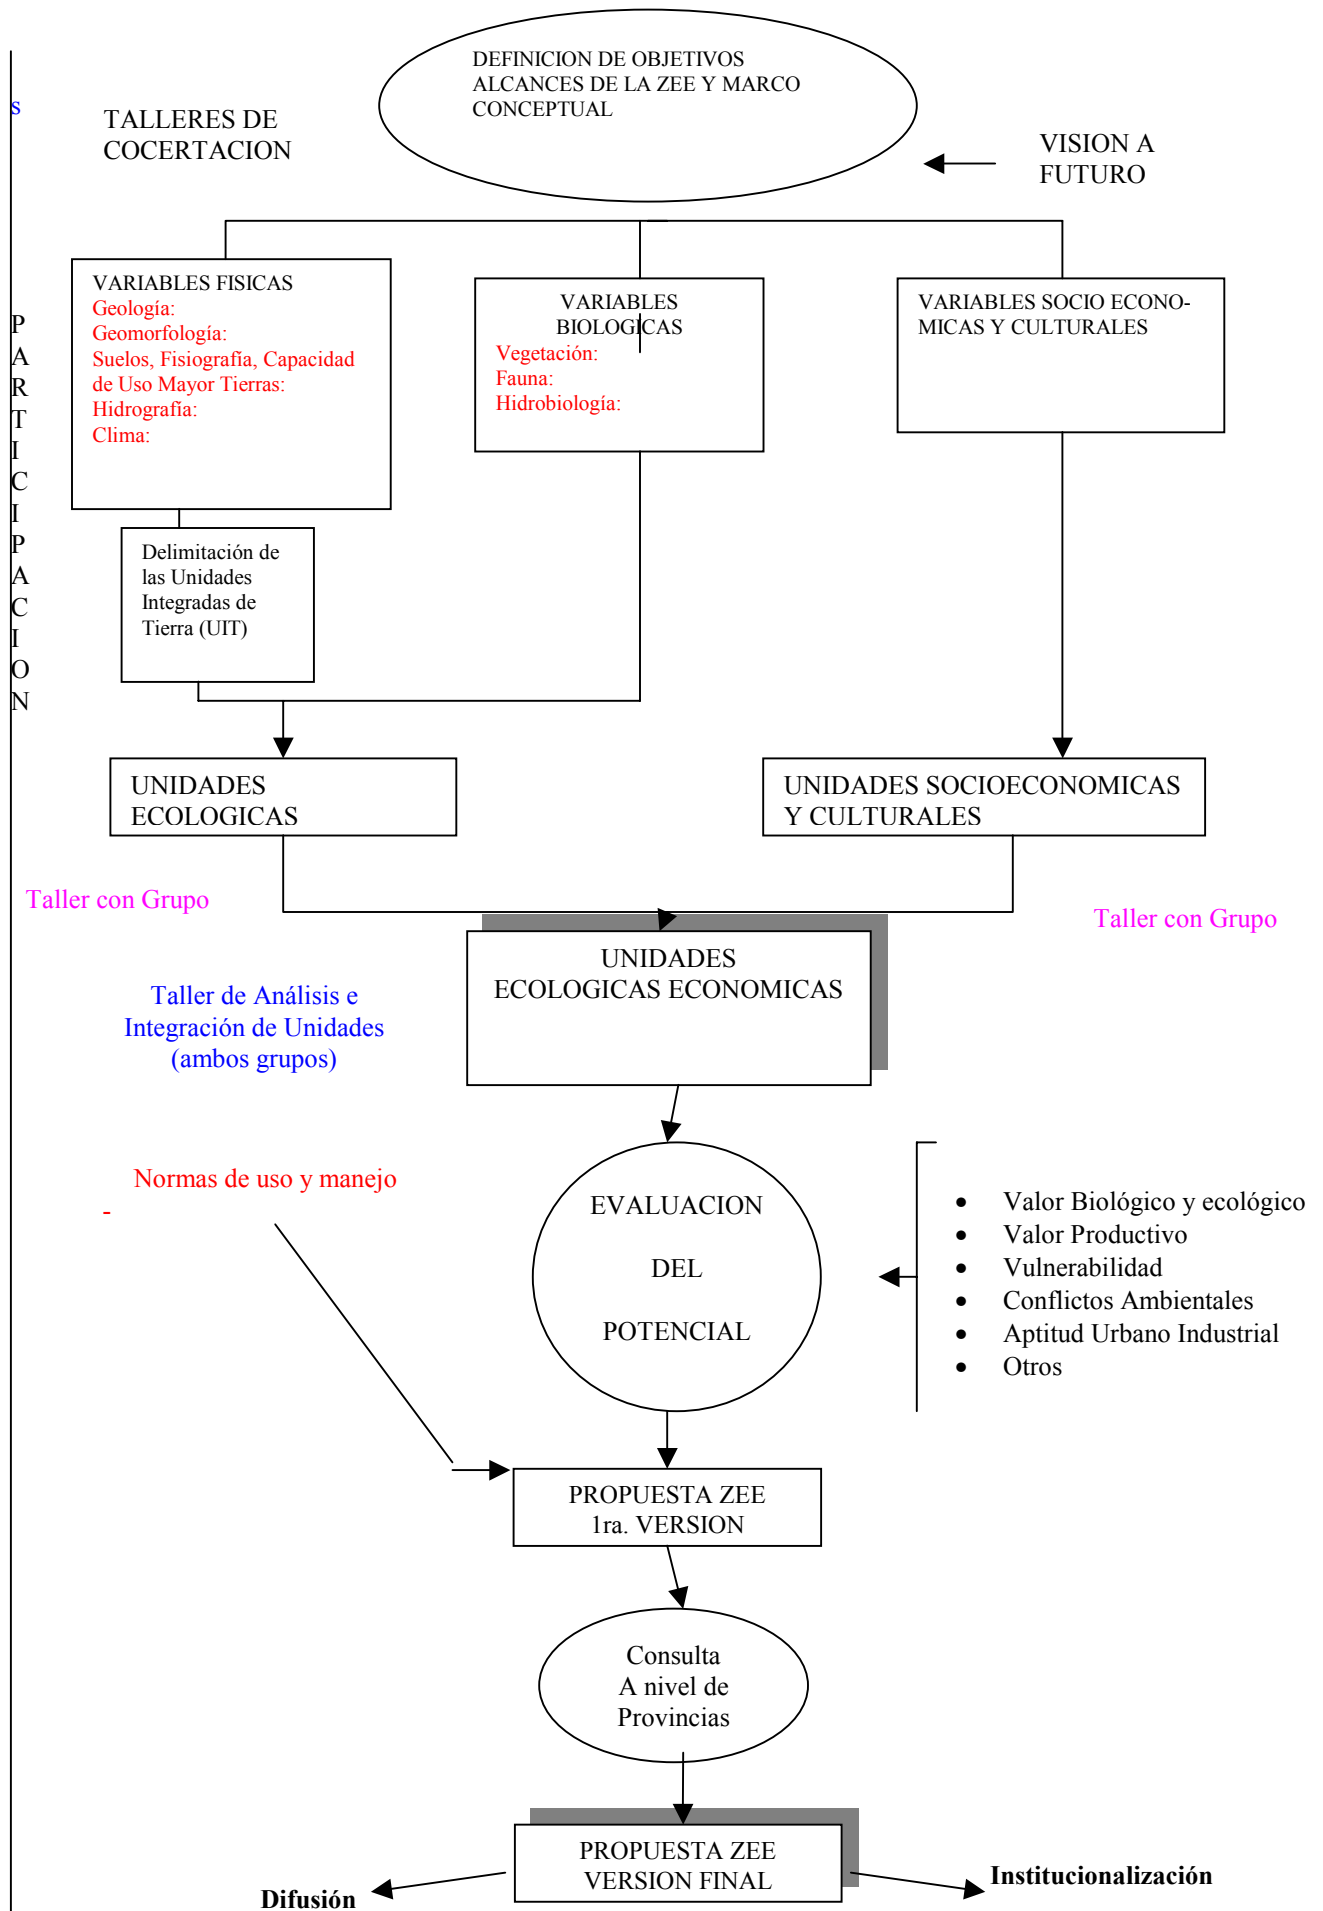 DEFINICION DE OBJETIVOS
ALCANCES DE LA ZEE Y MARCO
CONCEPTUAL
s
TALLERES DE
COCERTACION
VISION A
FUTURO
P
A
R
T
I
C
I
P
A
C
I
O
N
VARIABLES FISICAS
Geología:
Geomorfología:
Suelos, Fisiografía, Capacidad
de Uso Mayor Tierras:
Hidrografía:
Clima:
VARIABLES
BIOLOGICAS
Vegetación:
Fauna:
Hidrobiología:
VARIABLES SOCIO ECONO-
MICAS Y CULTURALES
Delimitación de
las Unidades
Integradas de
Tierra (UIT)
UNIDADES
ECOLOGICAS
UNIDADES SOCIOECONOMICAS
Y CULTURALES
Taller con Grupo
Taller con Grupo
UNIDADES
ECOLOGICAS ECONOMICAS
Taller de Análisis e
Integración de Unidades
(ambos grupos)
Normas de uso y manejo
-
EVALUACION
DEL
POTENCIAL
• Valor Biológico y ecológico
• Valor Productivo
• Vulnerabilidad
• Conflictos Ambientales
• Aptitud Urbano Industrial
• Otros
PROPUESTA ZEE
1ra. VERSION
Consulta
A nivel de
Provincias
PROPUESTA ZEE
VERSION FINAL
Difusión
Institucionalización